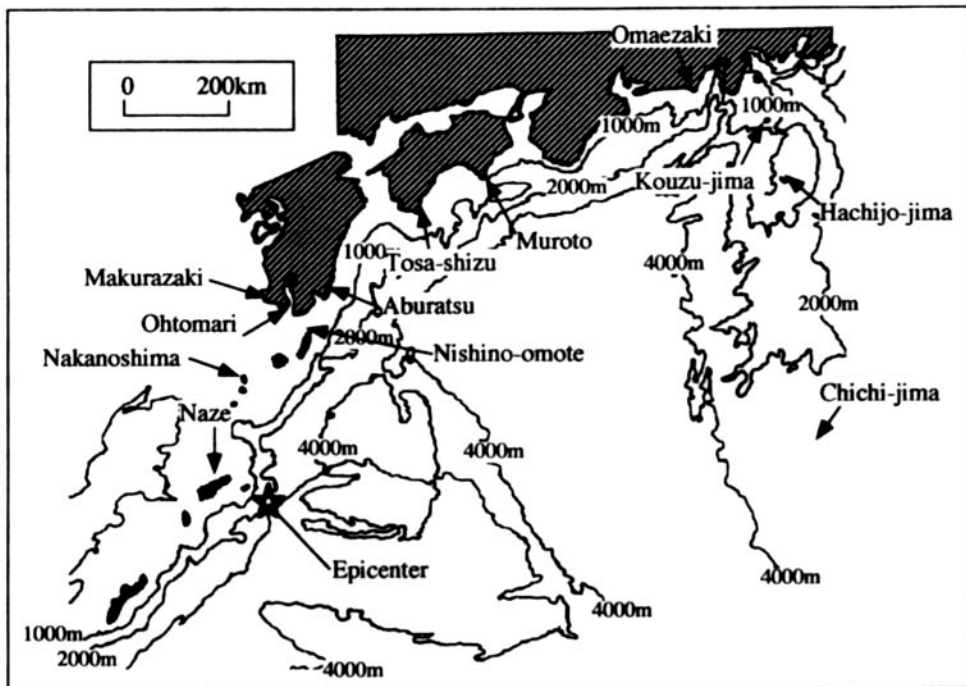 Omaezaki
0 200km
1000m
1000m
2000m
Kouzu-jima
Hachijo-jima
Muroto
1000m
Tosa-shizu
4000m
Makurazaki
Aburatsu
2000m
Ohtomari
2000m
Nishino-omote
Nakanoshima
Chichi-jima
Naze
4000m
4000m
Epicenter
4000m
4000m
1000m
2000m
4000m